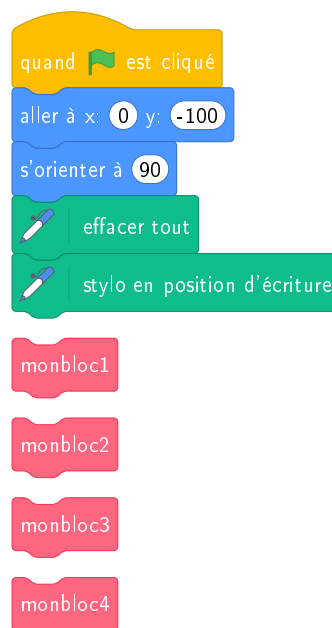 quand est cliqué
aller à x: 0 y: -100
s'orienter à 90
effacer tout
stylo en position d'écriture
monbloc1
monbloc2
monbloc3
monbloc4